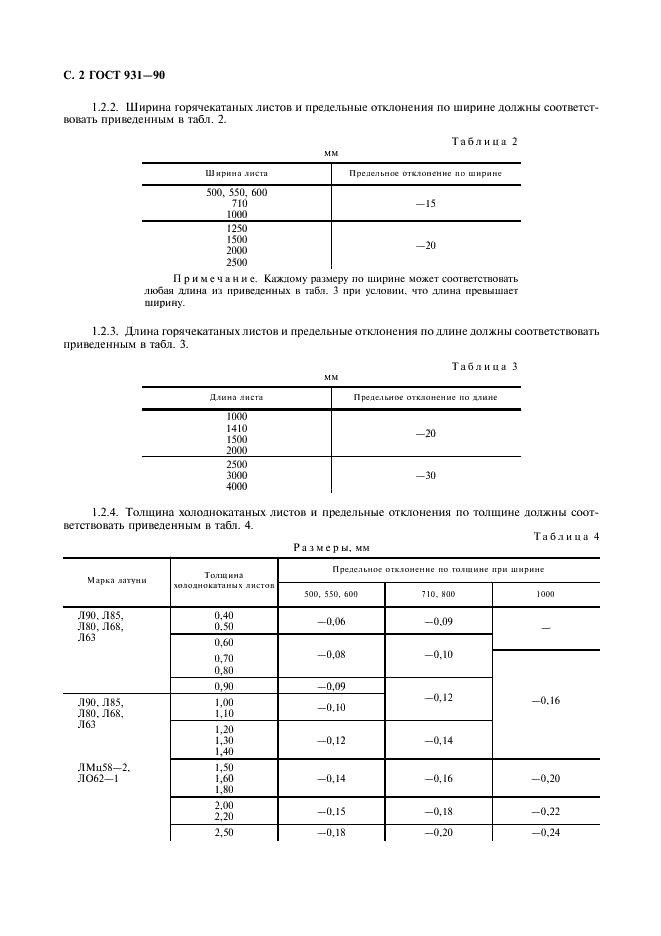 С. 2 ГОСТ 931—90
1.2.2. Ширина горячекатаных листов и предельные отклонения по ширине должны соответст-
вовать приведенным в табл. 2.
Таблица 2
мм
Ширина листа Предельное отклонение по ширине
500, 550, 600
710
1000
—15
1250
1500
2000
2500
—20
Примечание. Каждому размеру по ширине может соответствовать
любая длина из приведенных в табл. 3 при условии, что длина превышает
ширину.
1.2.3. Длина горячекатаных листов и предельные отклонения по длине должны соответствовать
приведенным в табл. 3.
Таблица 3
мм
Длина листа Предельное отклонение по длине
1000
1410
1500
2000
—20
2500
3000
4000
—30
1.2.4. Толщина холоднокатаных листов и предельные отклонения по толщине должны соот-
ветствовать приведенным в табл. 4.
Таблица 4
Размеры, мм
Марка латуни
Толщина
холоднокатаных листов
Предельное отклонение по толщине при ширине
500, 550, 600 710, 800 1000
Л90, Л85,
Л80, Л68,
Л63
0,40
0,50
—0,06 —0,09 —
0,60
0,70
0,80
—0,08 —0,10
0,90 —0,09
—0,12
—0,16
Л90, Л85,
Л80, Л68,
Л63
1,00
1,10
—0,10
1,20
1,30
1,40
—0,12 —0,14
ЛМц58—2,
ЛО62—1
1,50
1,60
1,80
—0,14 —0,16 —0,20
2,00
2,20
—0,15 —0,18 —0,22
2,50 —0,18 —0,20 —0,24